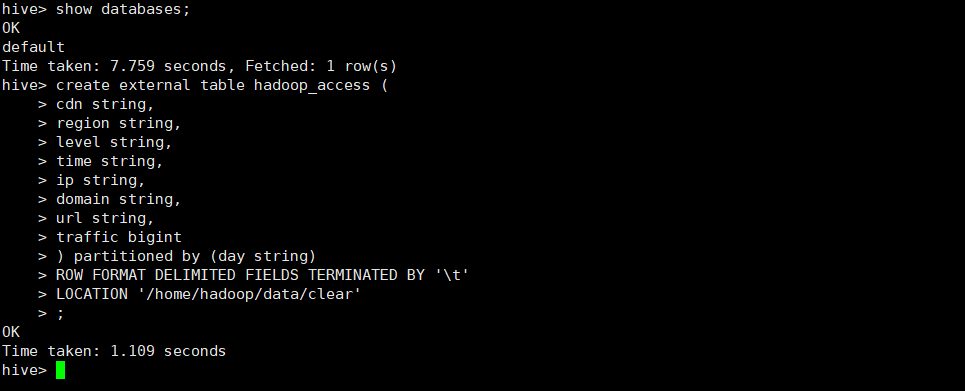 hive> show databases;
OK
default
Time taken: 7.759 seconds, Fetched: 1 row(s)
hive> create external table hadoop_access (
    > cdn string,
    > region string,
    > level string,
    > time string,
    > ip string,
    > domain string,
    > url string,
    > traffic bigint
    > ) partitioned by (day string)
    > ROW FORMAT DELIMITED FIELDS TERMINATED BY '\t'
    > LOCATION '/home/hadoop/data/clear'
    > ;
OK
Time taken: 1.109 seconds
hive>